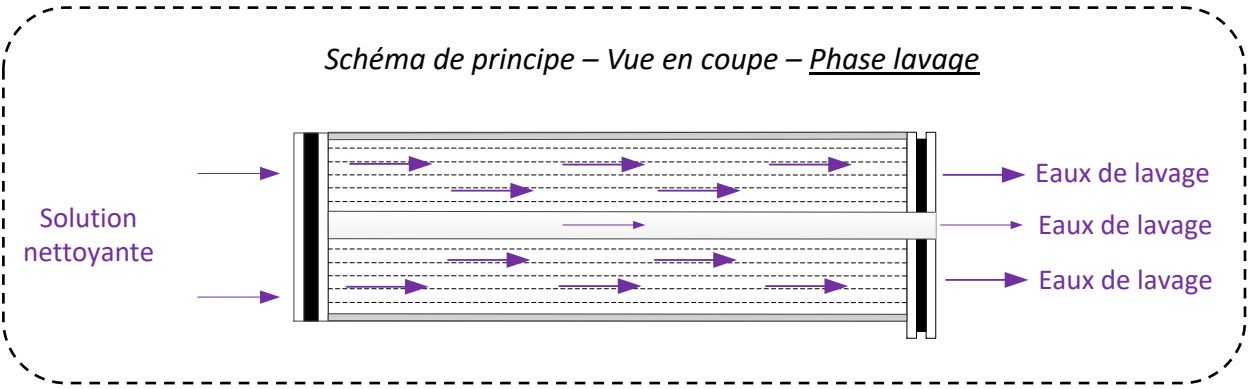 Schéma de principe – Vue en coupe – Phase lavage
Solution
nettoyante
Eaux de lavage
Eaux de lavage
Eaux de lavage